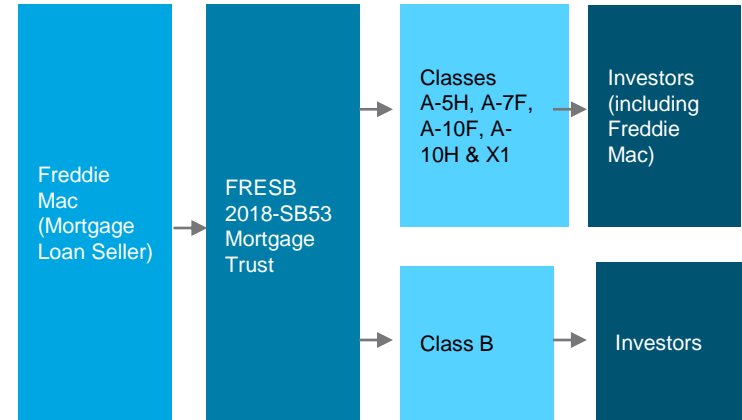 Freddie
Mac
(Mortgage
Loan Seller)
FRESB
2018-SB53
Mortgage
Trust
Classes
A-5H, A-7F,
A-10F, A-
10H & X1
Investors
(including
Freddie
Mac)
Class B
Investors